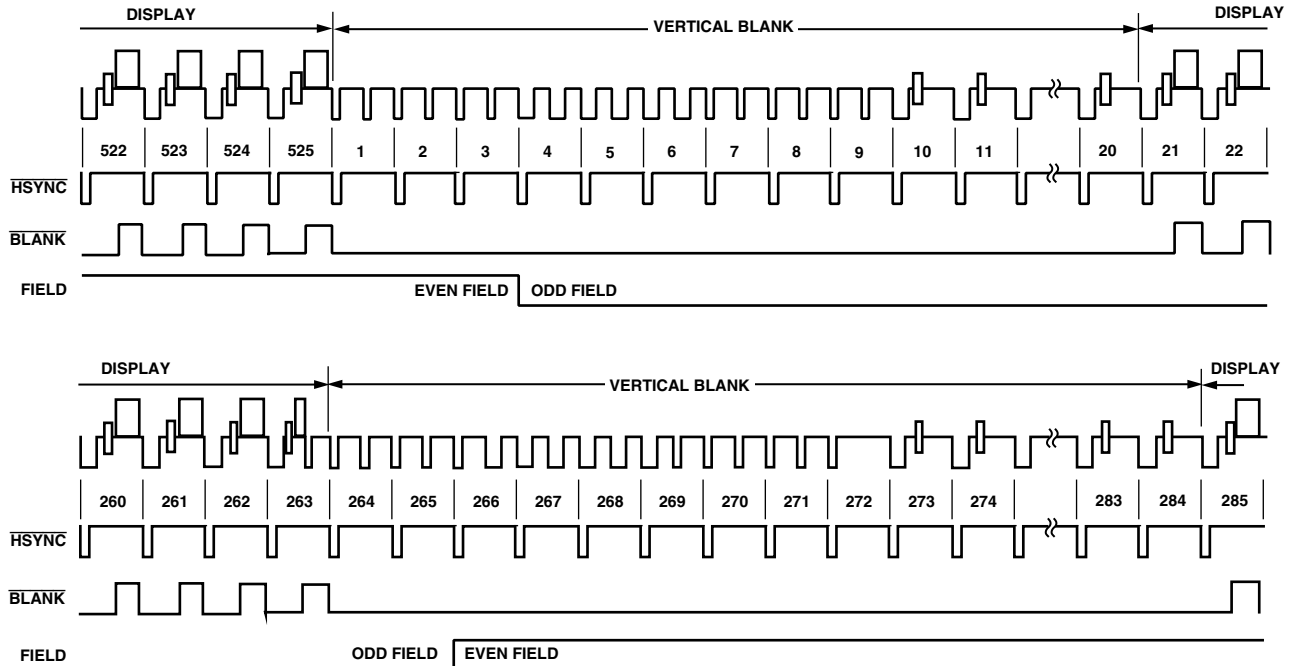 DISPLAY
VERTICAL BLANK
DISPLAY
522 523 524 525 1 2 3 4 5 6 7 8 9 10 11 20 21 22
HSYNC
BLANK
FIELD
EVEN FIELD ODD FIELD
DISPLAY
VERTICAL BLANK
DISPLAY
260 261 262 263 264 265 266 267 268 269 270 271 272 273 274 283 284 285
HSYNC
BLANK
FIELD
ODD FIELD EVEN FIELD